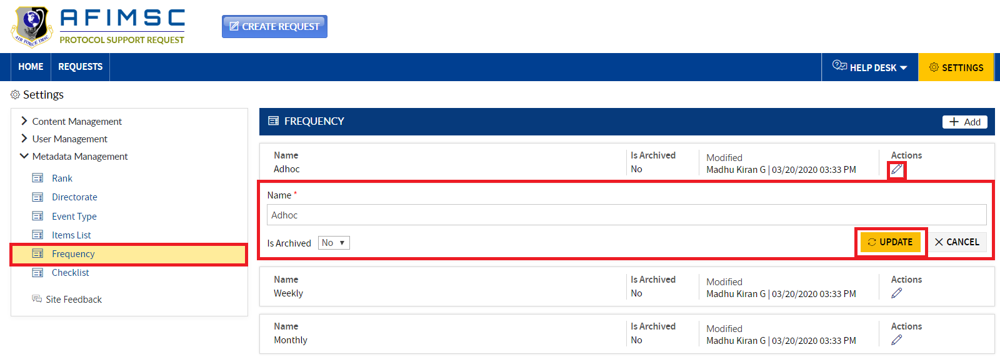 AFIMSC
PROTOCOL SUPPORT REQUEST
AIR FORCE IMSC
CREATE REQUEST
HOME
REQUESTS
HELP DESK
SETTINGS
Settings
Content Management
User Management
Metadata Management
Rank
Directorate
Event Type
Items List
Frequency
Checklist
Site Feedback
FREQUENCY
Add
Name
Adhoc
Is Archived
No
Modified
Madhu Kiran G | 03/20/2020 03:33 PM
Actions
Name *
Adhoc
Is Archived No
UPDATE
CANCEL
Name
Weekly
Is Archived
No
Modified
Madhu Kiran G | 03/20/2020 03:33 PM
Actions
Name
Monthly
Is Archived
No
Modified
Madhu Kiran G | 03/20/2020 03:33 PM
Actions